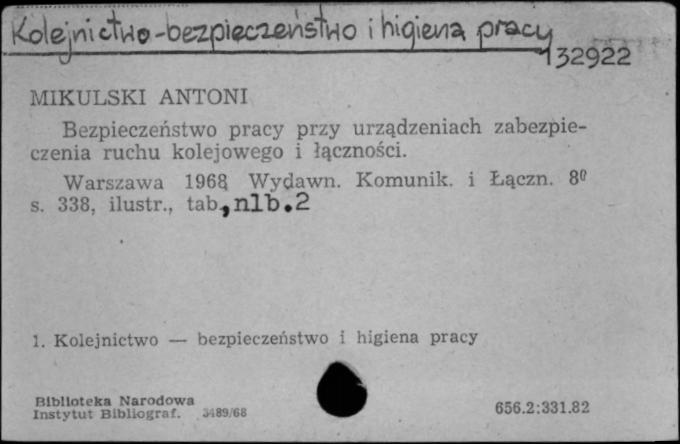 Kolejnictwo-bezpieczeństwo i higiena pracy
132922
MIKULSKI ANTONI
Bezpieczeństwo pracy przy urządzeniach zabezpie-
czenia ruchu kolejowego i łączności.
Warszawa 1968 Wydawn. Komunik. i Łączn. 8⁰
s. 338, ilustr., tab., nlb. 2
1. Kolejnictwo — bezpieczeństwo i higiena pracy
Biblioteka Narodowa
Instytut Bibliograf. 3489/68
656.2:331.82